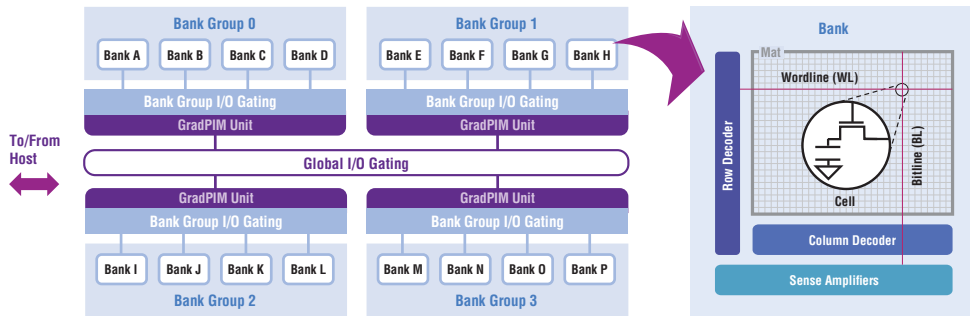 Bank Group 0
Bank A
Bank B
Bank C
Bank D
Bank Group I/O Gating
GradPIM Unit
Bank Group 1
Bank E
Bank F
Bank G
Bank H
Bank Group I/O Gating
GradPIM Unit
To/From
Host
Global I/O Gating
GradPIM Unit
Bank Group I/O Gating
Bank I
Bank J
Bank K
Bank L
Bank Group 2
GradPIM Unit
Bank Group I/O Gating
Bank M
Bank N
Bank O
Bank P
Bank Group 3
Bank
Mat
Wordline (WL)
Bitline (BL)
Cell
Row Decoder
Column Decoder
Sense Amplifiers